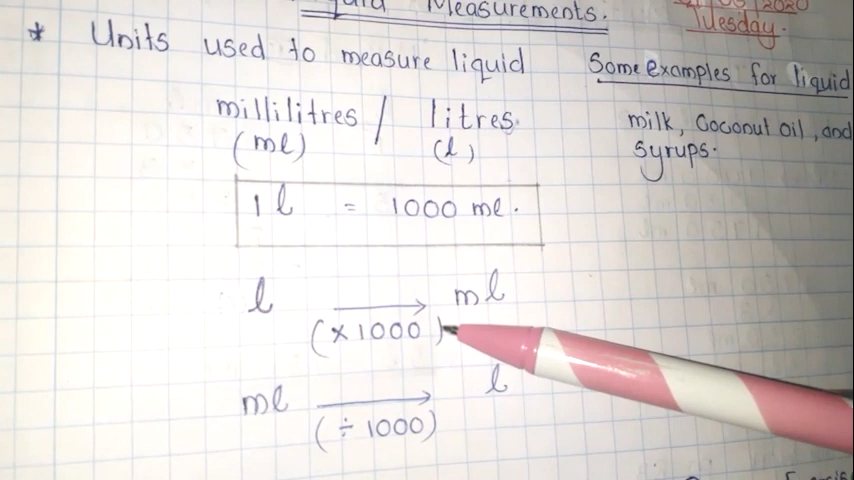 Measurements.
2020
Tuesday.
* Units used to measure liquid
Some examples for liquid
millilitres / litres.
(ml) (l)
milk, Coconut oil, and
syrups.
1 l = 1000 ml.
l → ml
(×1000)
ml → l
(÷ 1000)